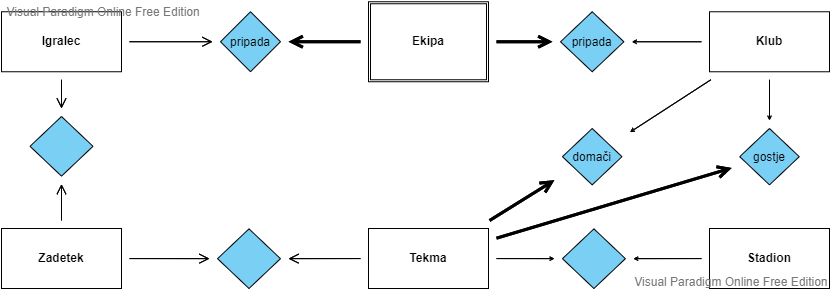 Visual Paradigm Online Free Edition
Igralec
pripada
Ekipa
pripada
Klub
domači
gostje
Zadetek
Tekma
Stadion
Visual Paradigm Online Free Edition